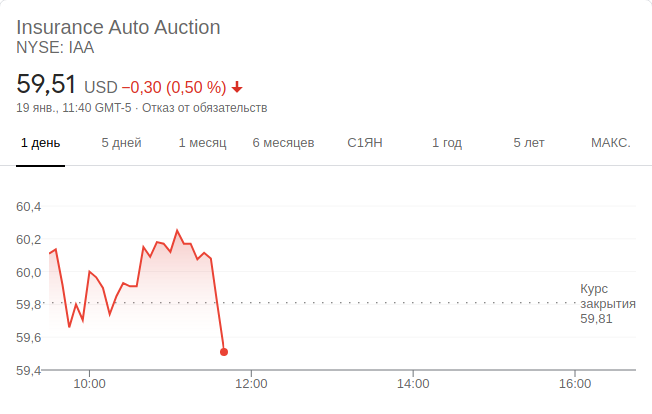 Insurance Auto Auction
NYSE: IAA
59,51 USD −0,30 (0,50 %)
19 янв., 11:40 GMT-5 · Отказ от обязательств
1 день 5 дней 1 месяц 6 месяцев С1ЯН 1 год 5 лет МАКС.
60,4
60,2
60,0
59,8
59,6
59,4
Курс
закрытия
59,81
10:00 12:00 14:00 16:00